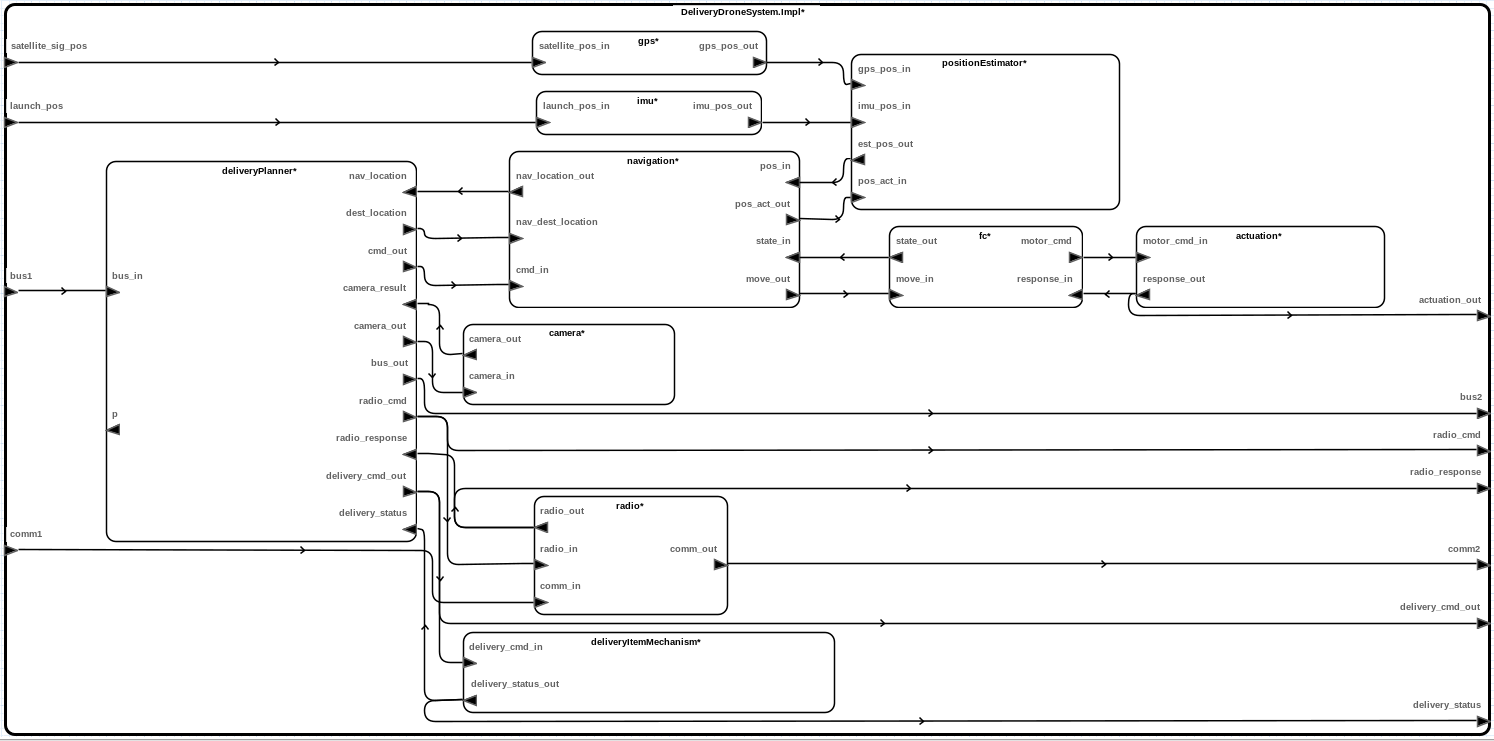 DeliveryDroneSystem.Impl*
satellite_sig_pos
launch_pos
bus1
comm1
gps*
satellite_pos_in
gps_pos_out
imu*
launch_pos_in
imu_pos_out
positionEstimator*
gps_pos_in
imu_pos_in
est_pos_out
pos_act_in
deliveryPlanner*
nav_location
dest_location
cmd_out
bus_in
camera_result
camera_out
bus_out
radio_cmd
p
radio_response
delivery_cmd_out
delivery_status
navigation*
pos_in
nav_location_out
pos_act_out
nav_dest_location
state_in
cmd_in
move_out
fc*
state_out
motor_cmd
move_in
response_in
actuation*
motor_cmd_in
response_out
camera*
camera_out
camera_in
radio*
radio_out
radio_in
comm_out
comm_in
deliveryItemMechanism*
delivery_cmd_in
delivery_status_out
actuation_out
bus2
radio_cmd
radio_response
comm2
delivery_cmd_out
delivery_status